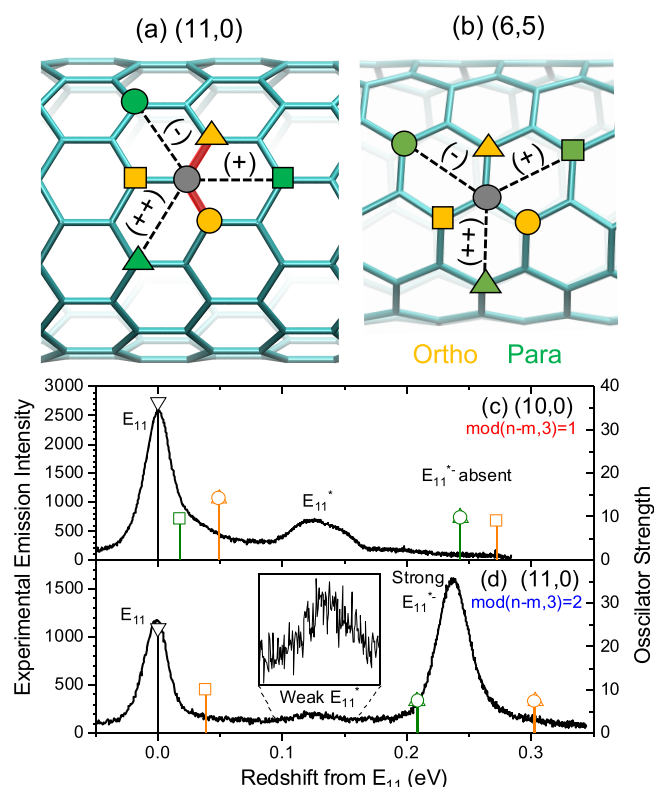 (a) (11,0)
(b) (6,5)
(-)
(+)
(++)
(-)
(+)
(++)
Ortho Para
3000
2500
2000
1500
1000
500
0
40
30
20
10
0
E11
E11*
E11*- absent
(c) (10,0)
mod(n-m,3)=1
1500
1000
500
0
30
20
10
0
E11
Weak E11*
Strong
E11*-
(d) (11,0)
mod(n-m,3)=2
Experimental Emission Intensity
Osscilator Strength
0.0 0.1 0.2 0.3
Redshift from E11 (eV)